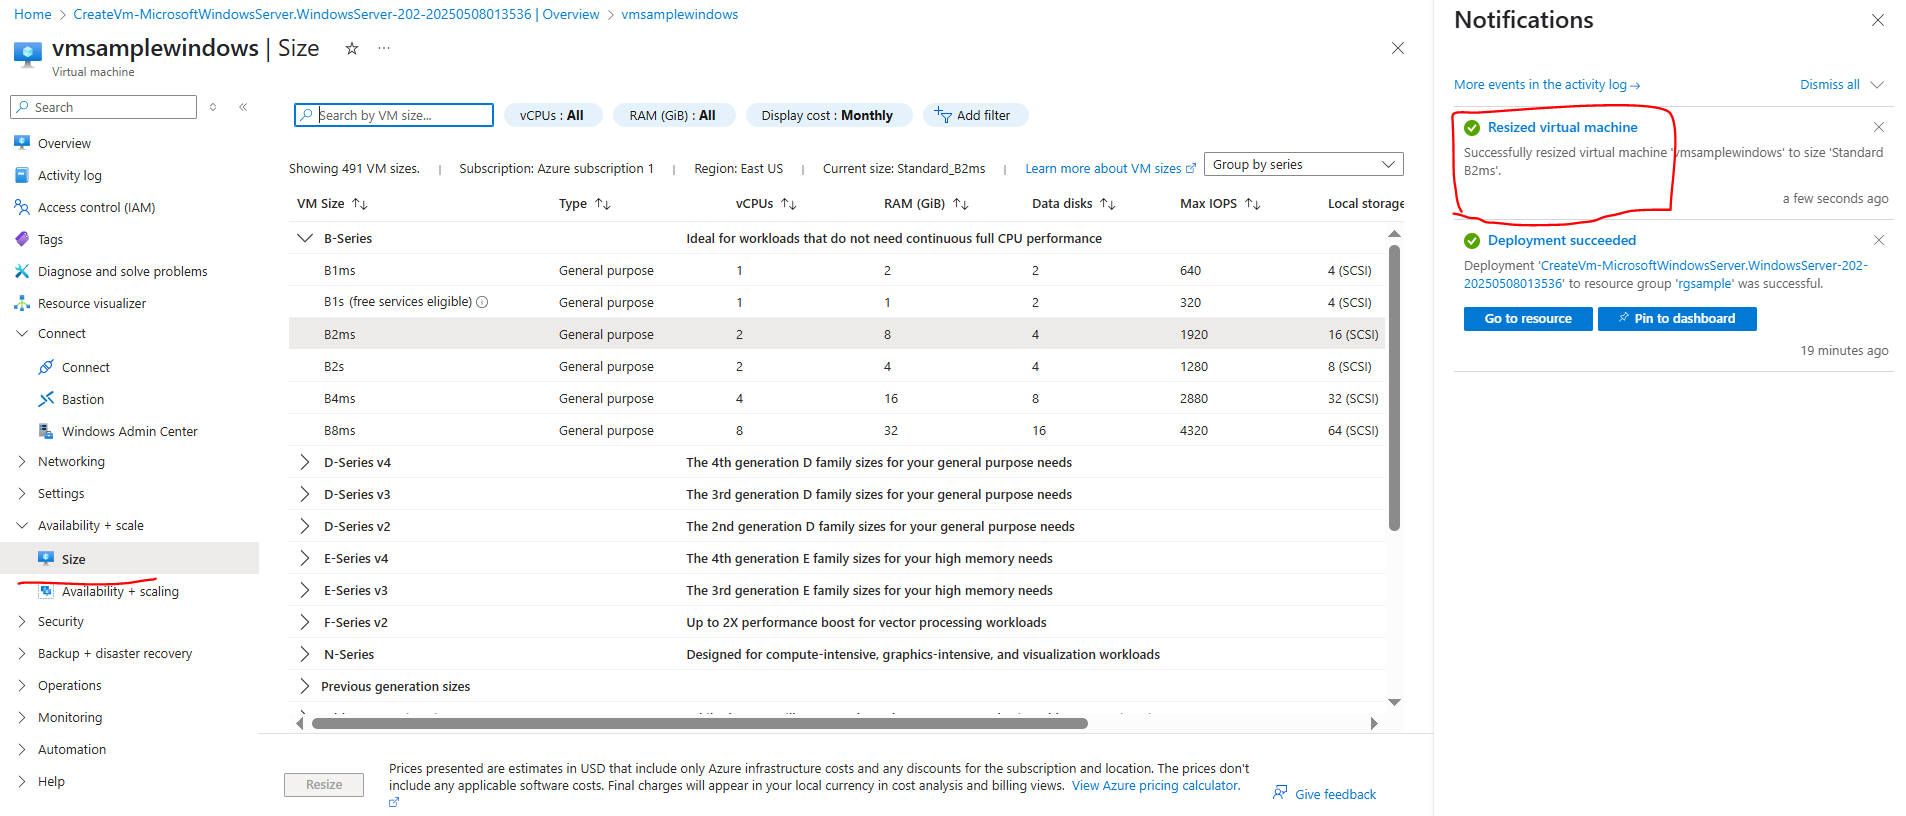 Home > CreateVm-MicrosoftWindowsServer.WindowsServer-202-20250508013536 | Overview > vmsamplewindows
vmsamplewindows | Size
Virtual machine
Search
Overview
Activity log
Access control (IAM)
Tags
Diagnose and solve problems
Resource visualizer
Connect
Connect
Bastion
Windows Admin Center
Networking
Settings
Availability + scale
Size
Availability + scaling
Security
Backup + disaster recovery
Operations
Monitoring
Automation
Help
Search by VM size...
vCPUs : All
RAM (GiB) : All
Display cost : Monthly
Add filter
Showing 491 VM sizes. | Subscription: Azure subscription 1 | Region: East US | Current size: Standard_B2ms | Learn more about VM sizes
Group by series
VM Size Type vCPUs RAM (GiB) Data disks Max IOPS Local storage
B-Series Ideal for workloads that do not need continuous full CPU performance
B1ms General purpose 1 2 2 640 4 (SCSI)
B1s (free services eligible) General purpose 1 1 2 320 4 (SCSI)
B2ms General purpose 2 8 4 1920 16 (SCSI)
B2s General purpose 2 4 4 1280 8 (SCSI)
B4ms General purpose 4 16 8 2880 32 (SCSI)
B8ms General purpose 8 32 16 4320 64 (SCSI)
D-Series v4 The 4th generation D family sizes for your general purpose needs
D-Series v3 The 3rd generation D family sizes for your general purpose needs
D-Series v2 The 2nd generation D family sizes for your general purpose needs
E-Series v4 The 4th generation E family sizes for your high memory needs
E-Series v3 The 3rd generation E family sizes for your high memory needs
F-Series v2 Up to 2X performance boost for vector processing workloads
N-Series Designed for compute-intensive, graphics-intensive, and visualization workloads
Previous generation sizes
Resize
Prices presented are estimates in USD that include only Azure infrastructure costs and any discounts for the subscription and location. The prices don't
include any applicable software costs. Final charges will appear in your local currency in cost analysis and billing views. View Azure pricing calculator.
Give feedback
Notifications
More events in the activity log →
Dismiss all
Resized virtual machine
Successfully resized virtual machine 'vmsamplewindows' to size 'Standard
B2ms'.
a few seconds ago
Deployment succeeded
Deployment 'CreateVm-MicrosoftWindowsServer.WindowsServer-202-
20250508013536' to resource group 'rgsample' was successful.
Go to resource
Pin to dashboard
19 minutes ago